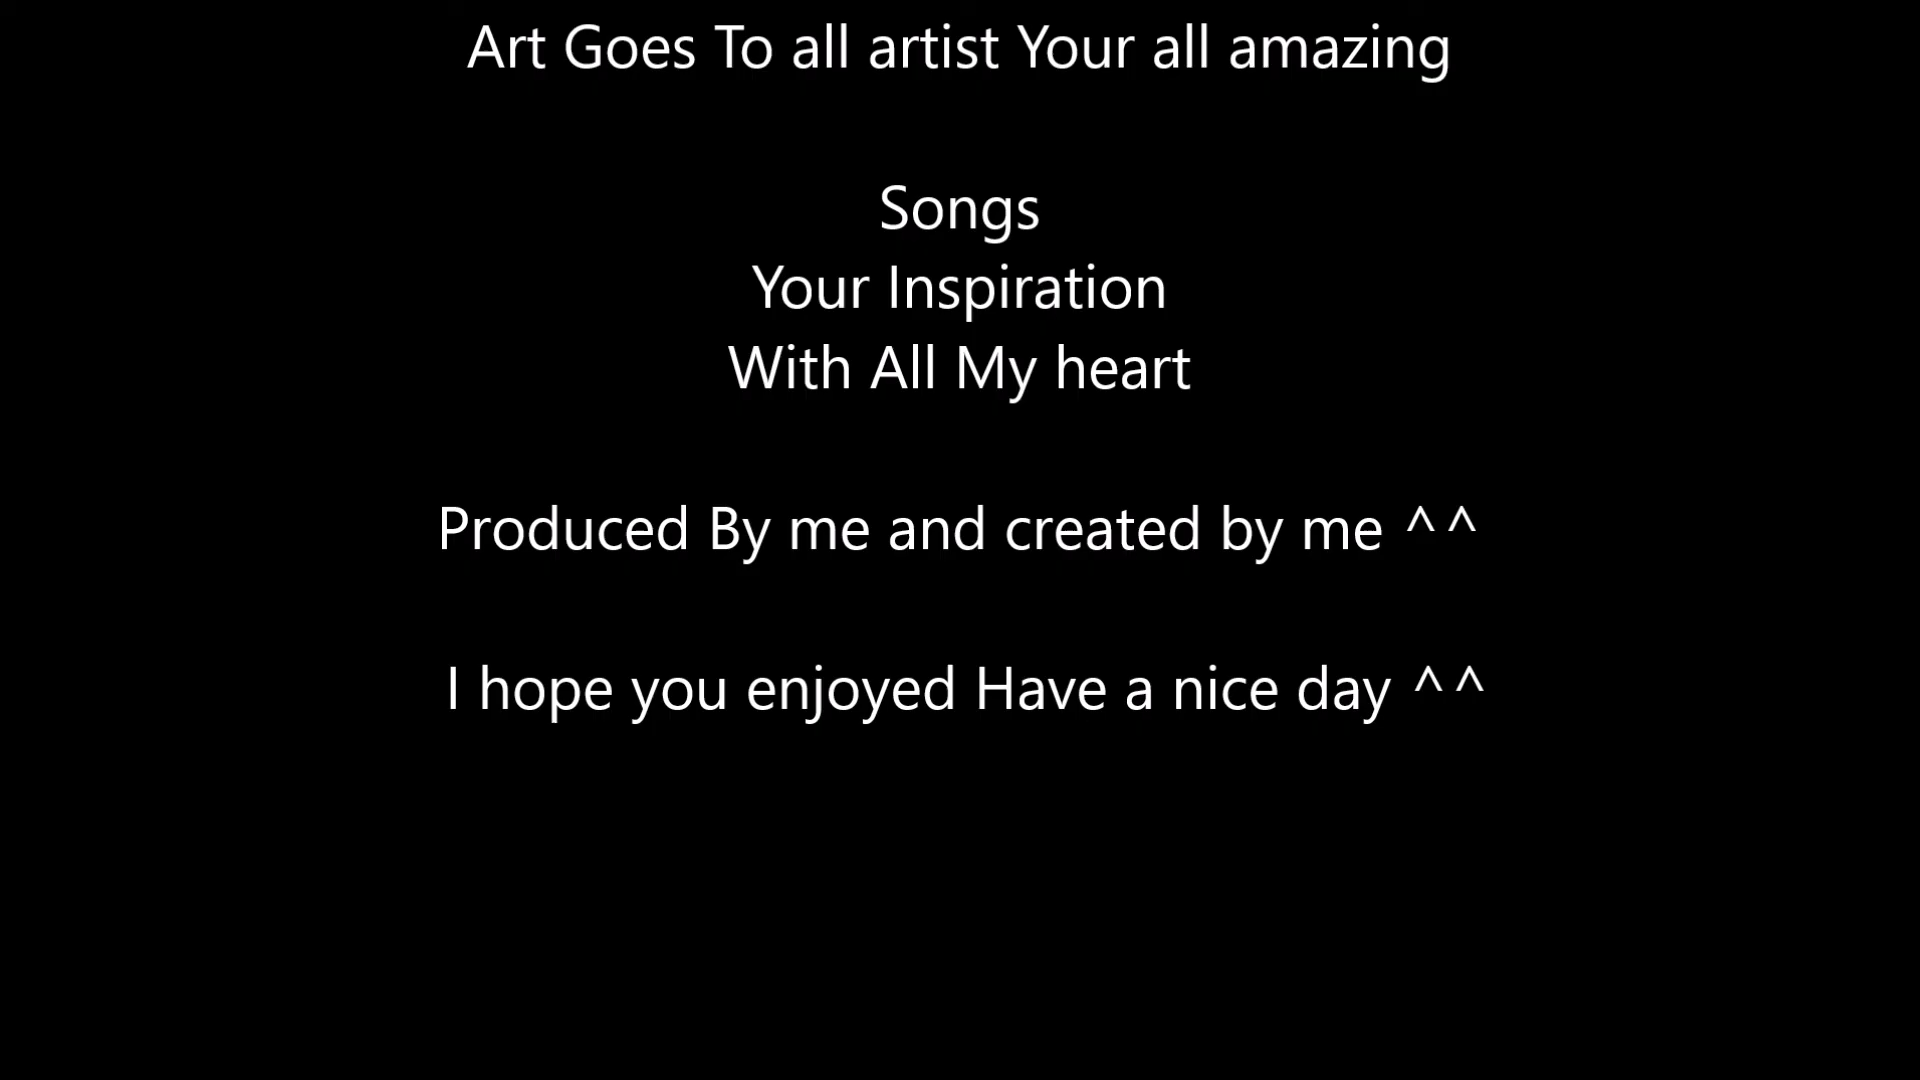 Art Goes To all artist Your all amazing
Songs
Your Inspiration
With All My heart
Produced By me and created by me ^^
I hope you enjoyed Have a nice day ^^